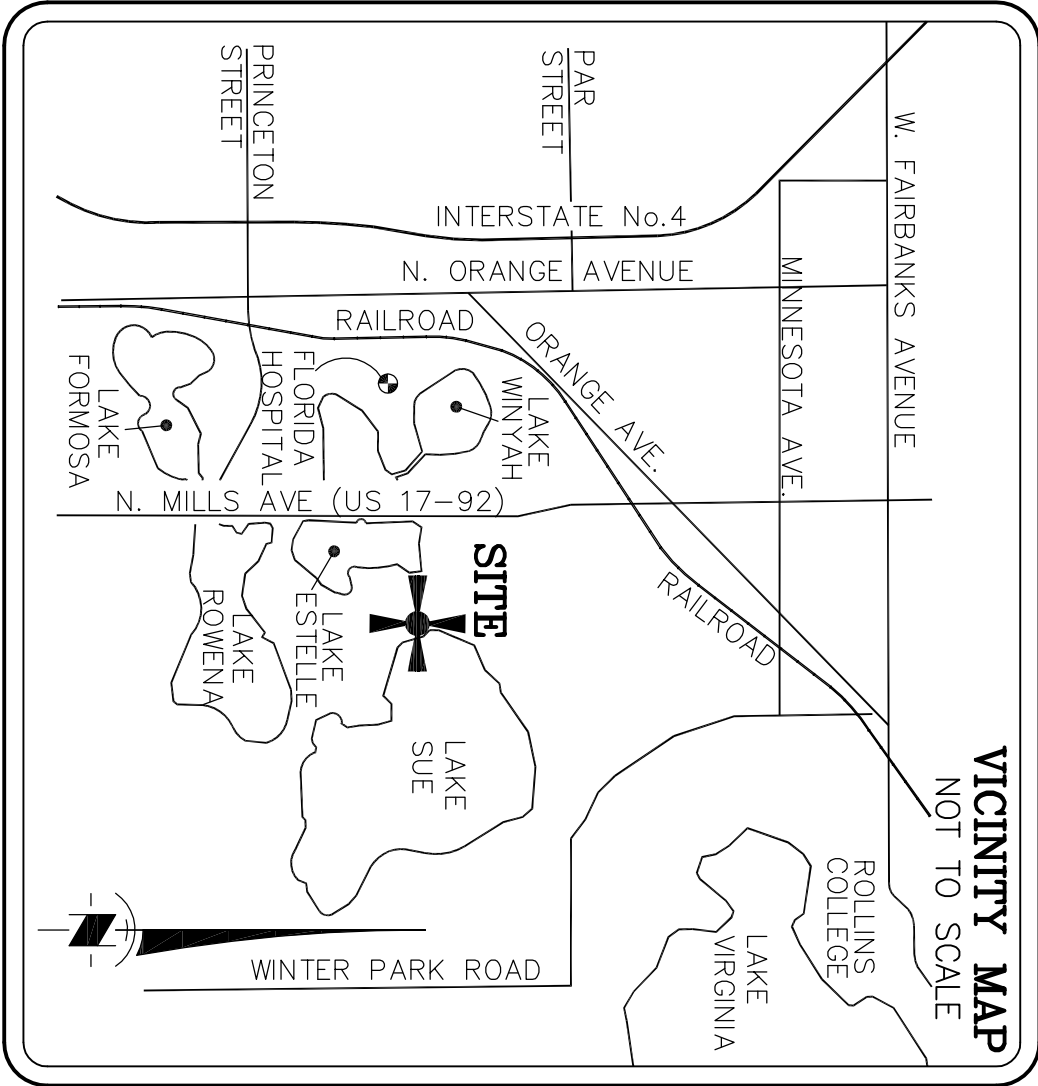 VICINITY MAP
NOT TO SCALE
W. FAIRBANKS AVENUE
ROLLINS
COLLEGE
MINNESOTA AVE.
LAKE
VIRGINIA
PAR
STREET
INTERSTATE No.4
N. ORANGE AVENUE
ORANGE AVE.
RAILROAD
RAILROAD
LAKE
WINYAH
SITE
LAKE
SUE
PRINCETON
STREET
FLORIDA
HOSPITAL
LAKE
ESTELLE
LAKE
ROWENA
LAKE
FORMOSA
N. MILLS AVE (US 17-92)
WINTER PARK ROAD
N